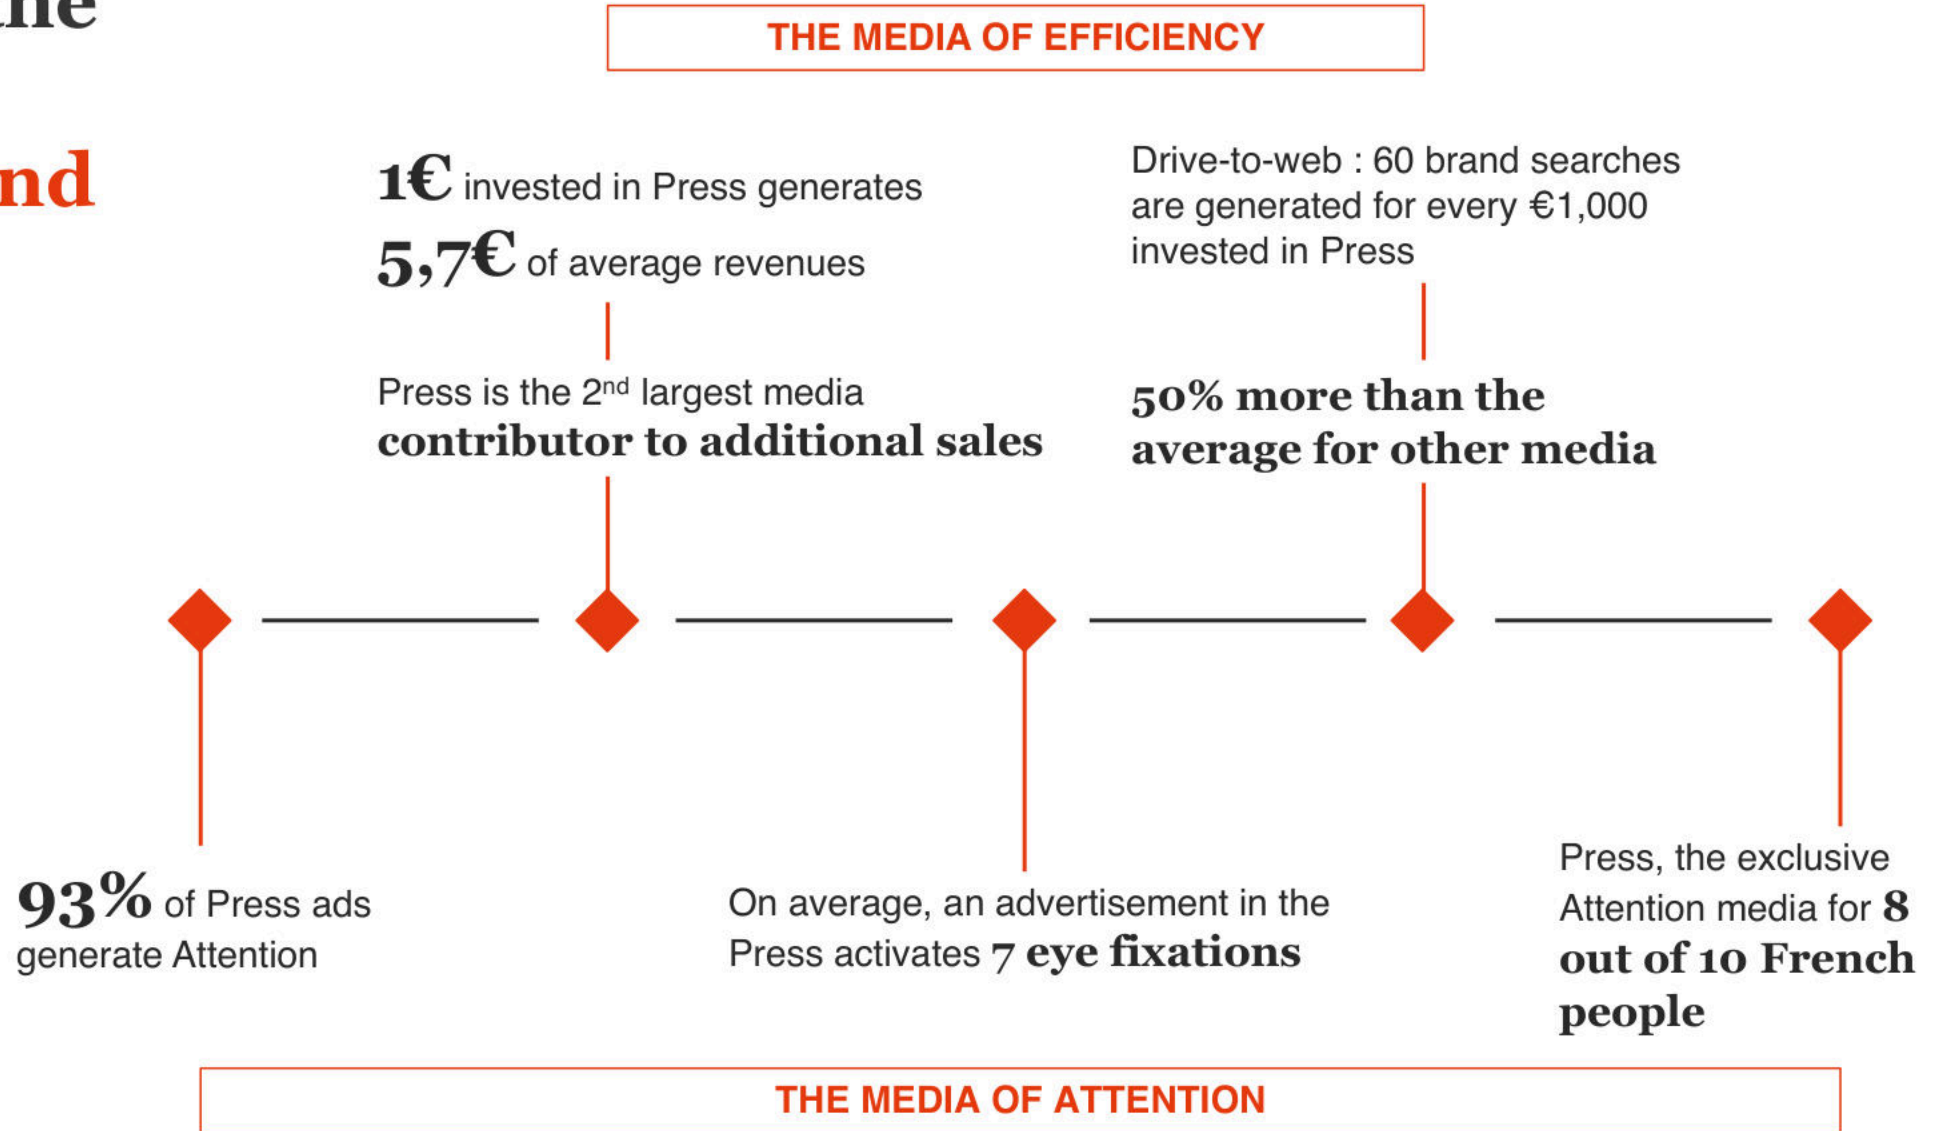 THE MEDIA OF EFFICIENCY
nd
1€ invested in Press generates
5,7€ of average revenues
Press is the 2nd largest media
contributor to additional sales
Drive-to-web : 60 brand searches
are generated for every €1,000
invested in Press
50% more than the
average for other media
93% of Press ads
generate Attention
On average, an advertisement in the
Press activates 7 eye fixations
Press, the exclusive
Attention media for 8
out of 10 French
people
THE MEDIA OF ATTENTION